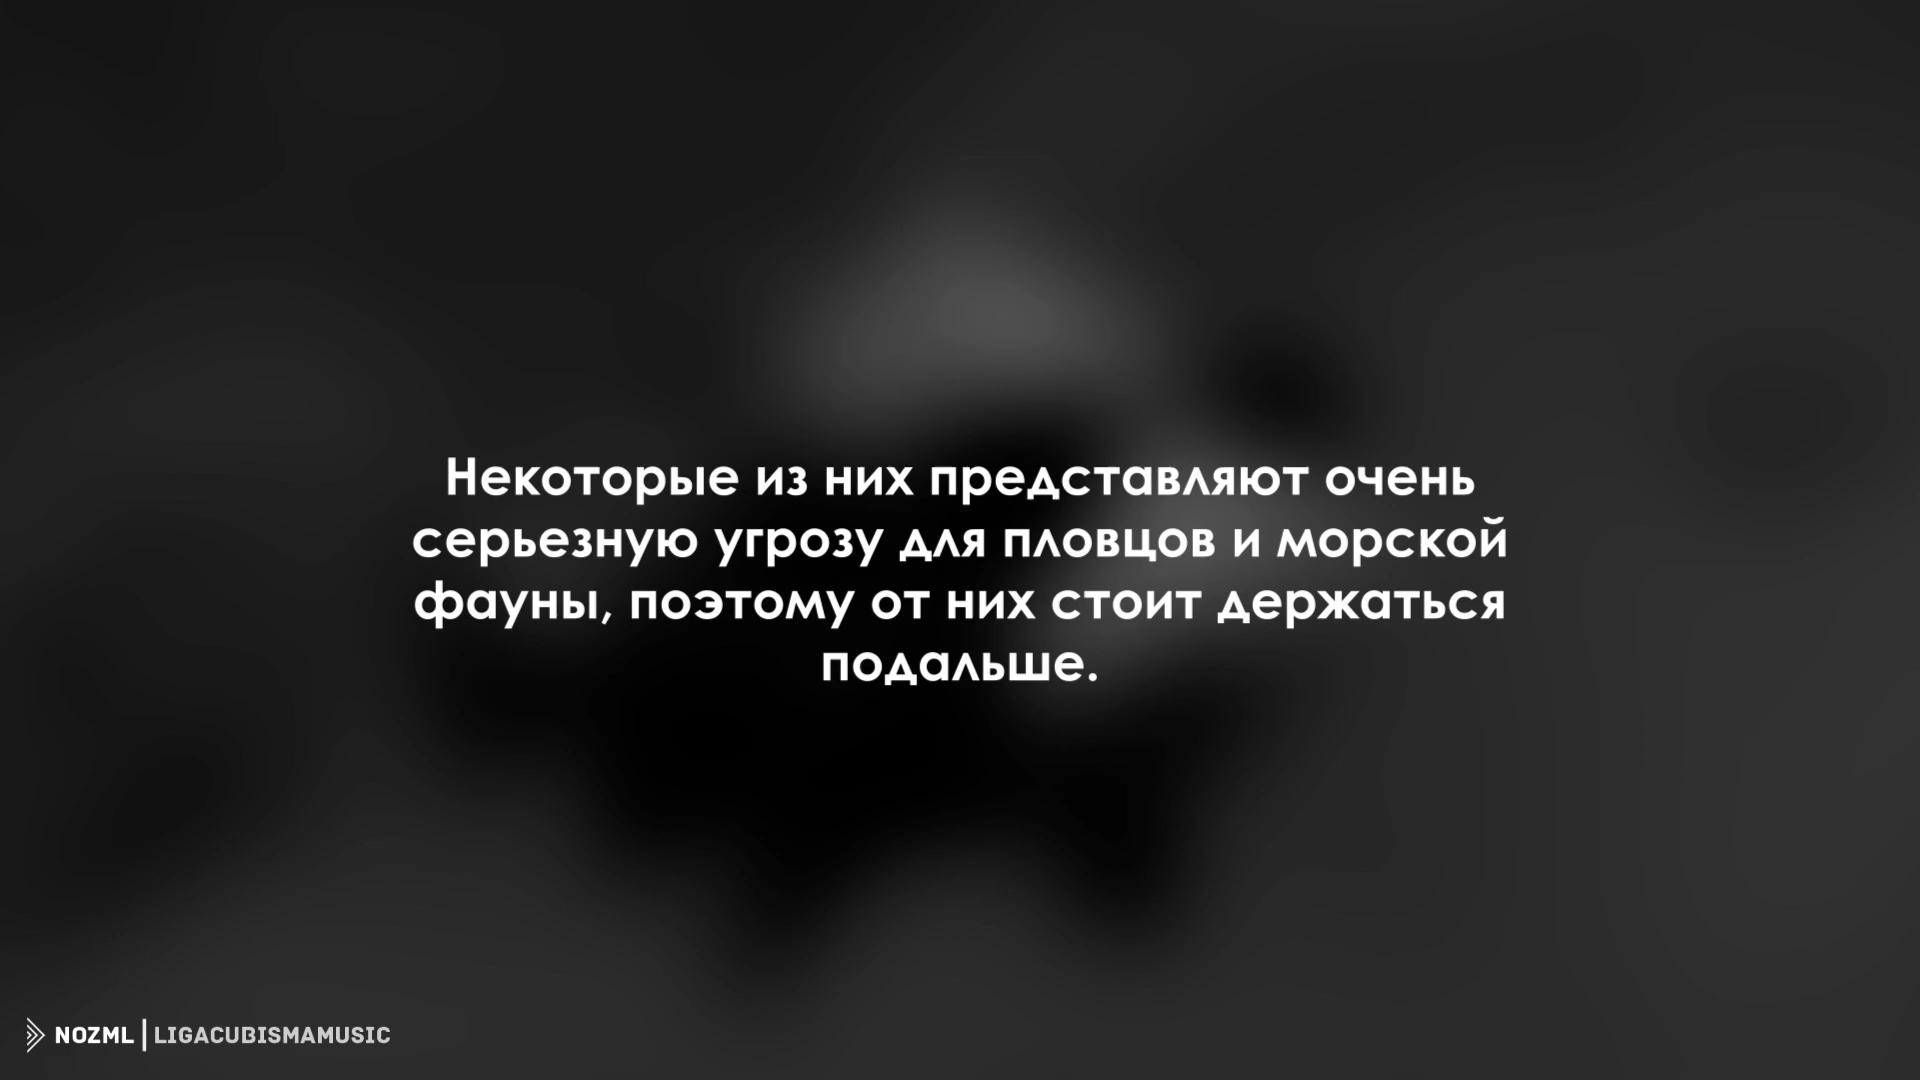 Некоторые из них представляют очень
серьезную угрозу для пловцов и морской
фауны, поэтому от них стоит держаться
подальше.
NOZML | LIGACUBISMAMUSIC